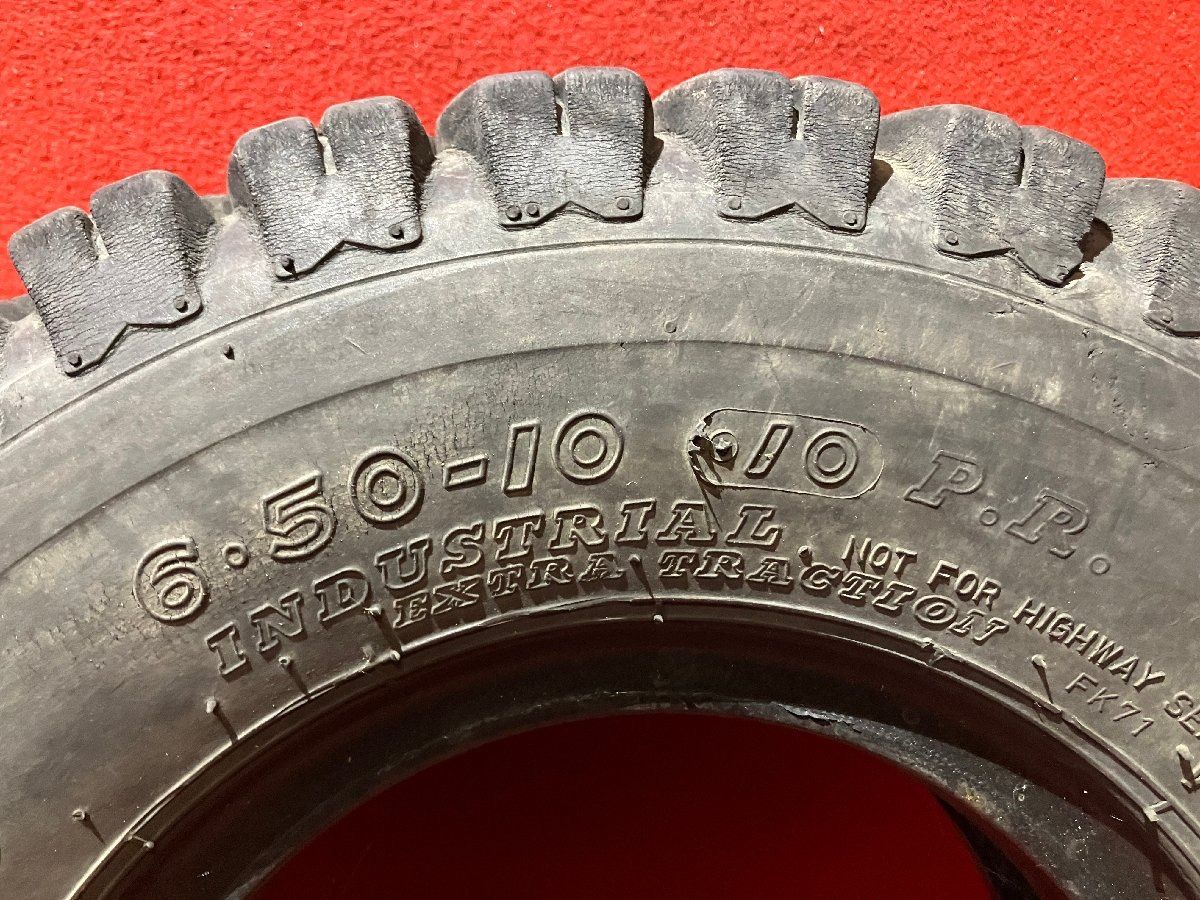 6·50-10 10 P.R.
INDUSTRIAL
EXTRA TRACTION
NOT FOR HIGHWAY
FK71